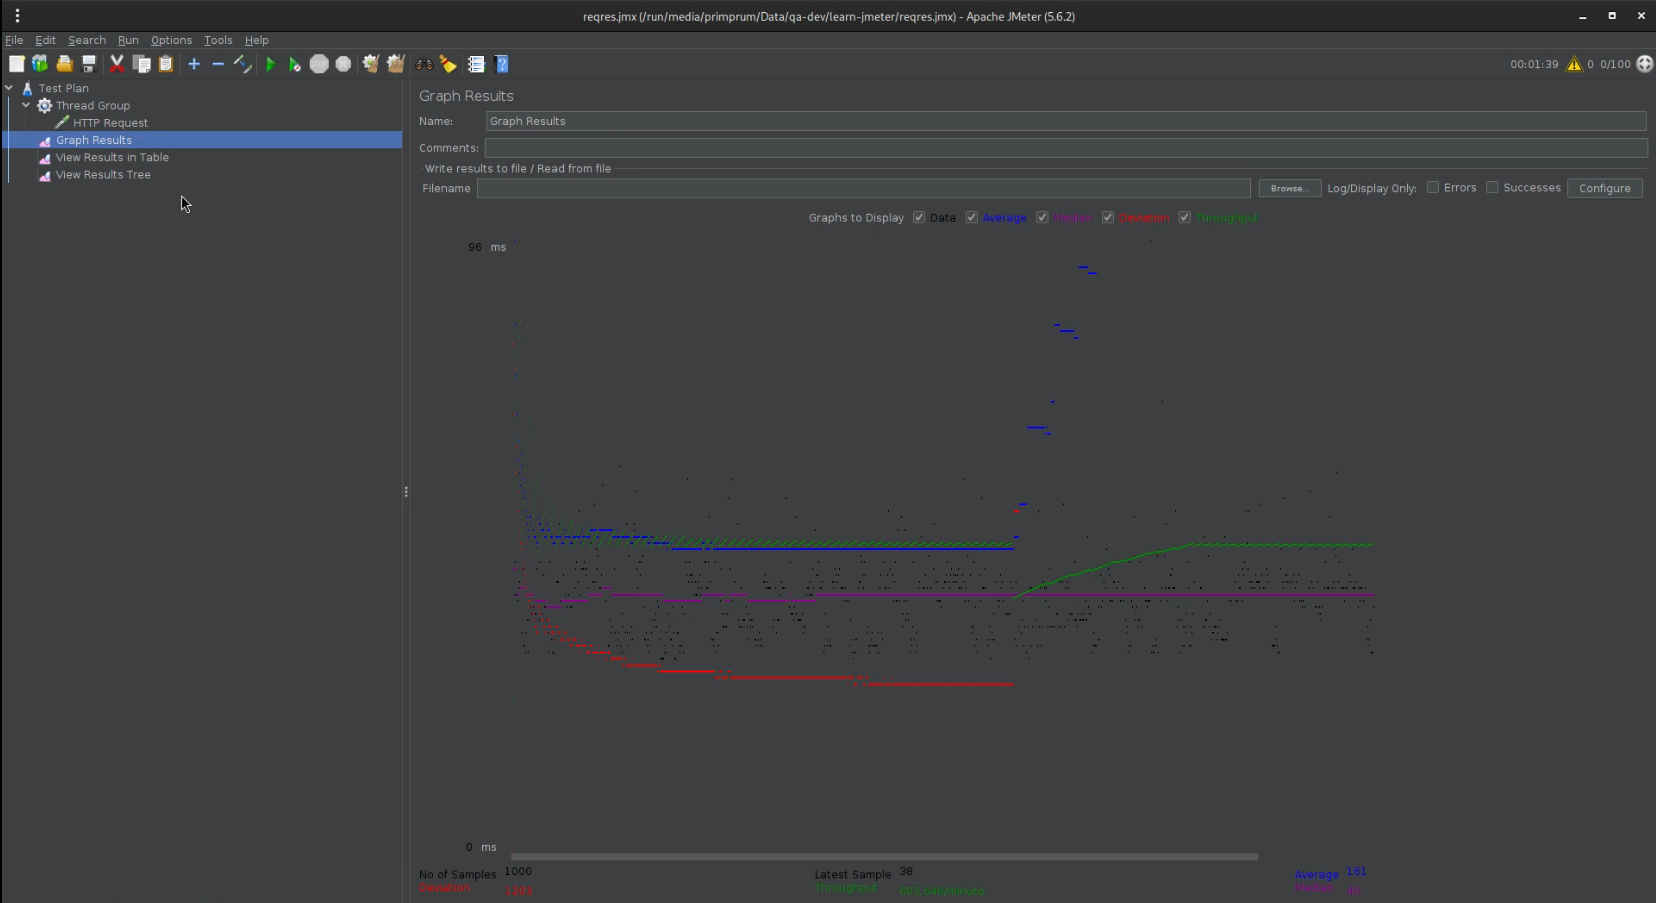 reqres.jmx (/run/media/primprum/Data/qa-dev/learn-jmeter/reqres.jmx) - Apache JMeter (5.6.2)
File Edit Search Run Options Tools Help
00:01:39 0 0/100
Test Plan
Thread Group
HTTP Request
Graph Results
View Results in Table
View Results Tree
Graph Results
Name: Graph Results
Comments:
Write results to file / Read from file
Filename Browse... Log/Display Only: Errors Successes Configure
Graphs to Display Data Average Median Deviation Throughput
96 ms
0 ms
No of Samples 1000 Latest Sample 38 Average 161
Deviation Throughput 603.646/minute Median